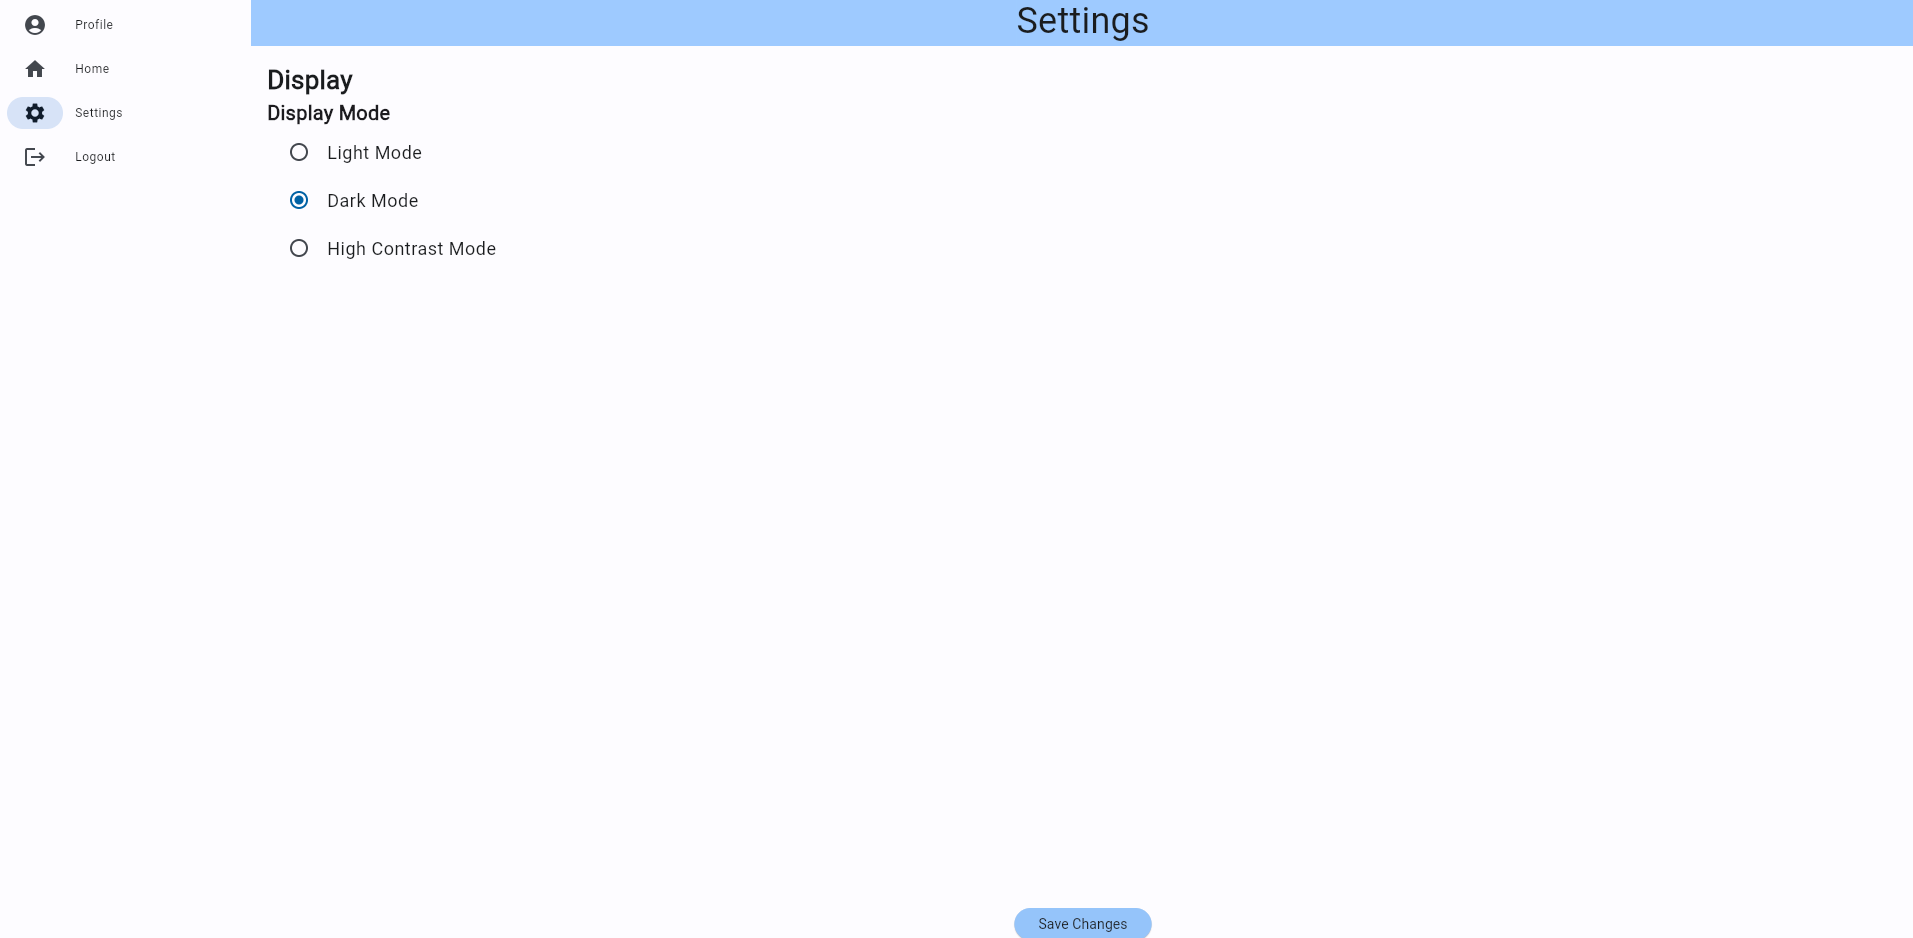 Profile
Home
Settings
Logout
Settings
Display
Display Mode
Light Mode
Dark Mode
High Contrast Mode
Save Changes